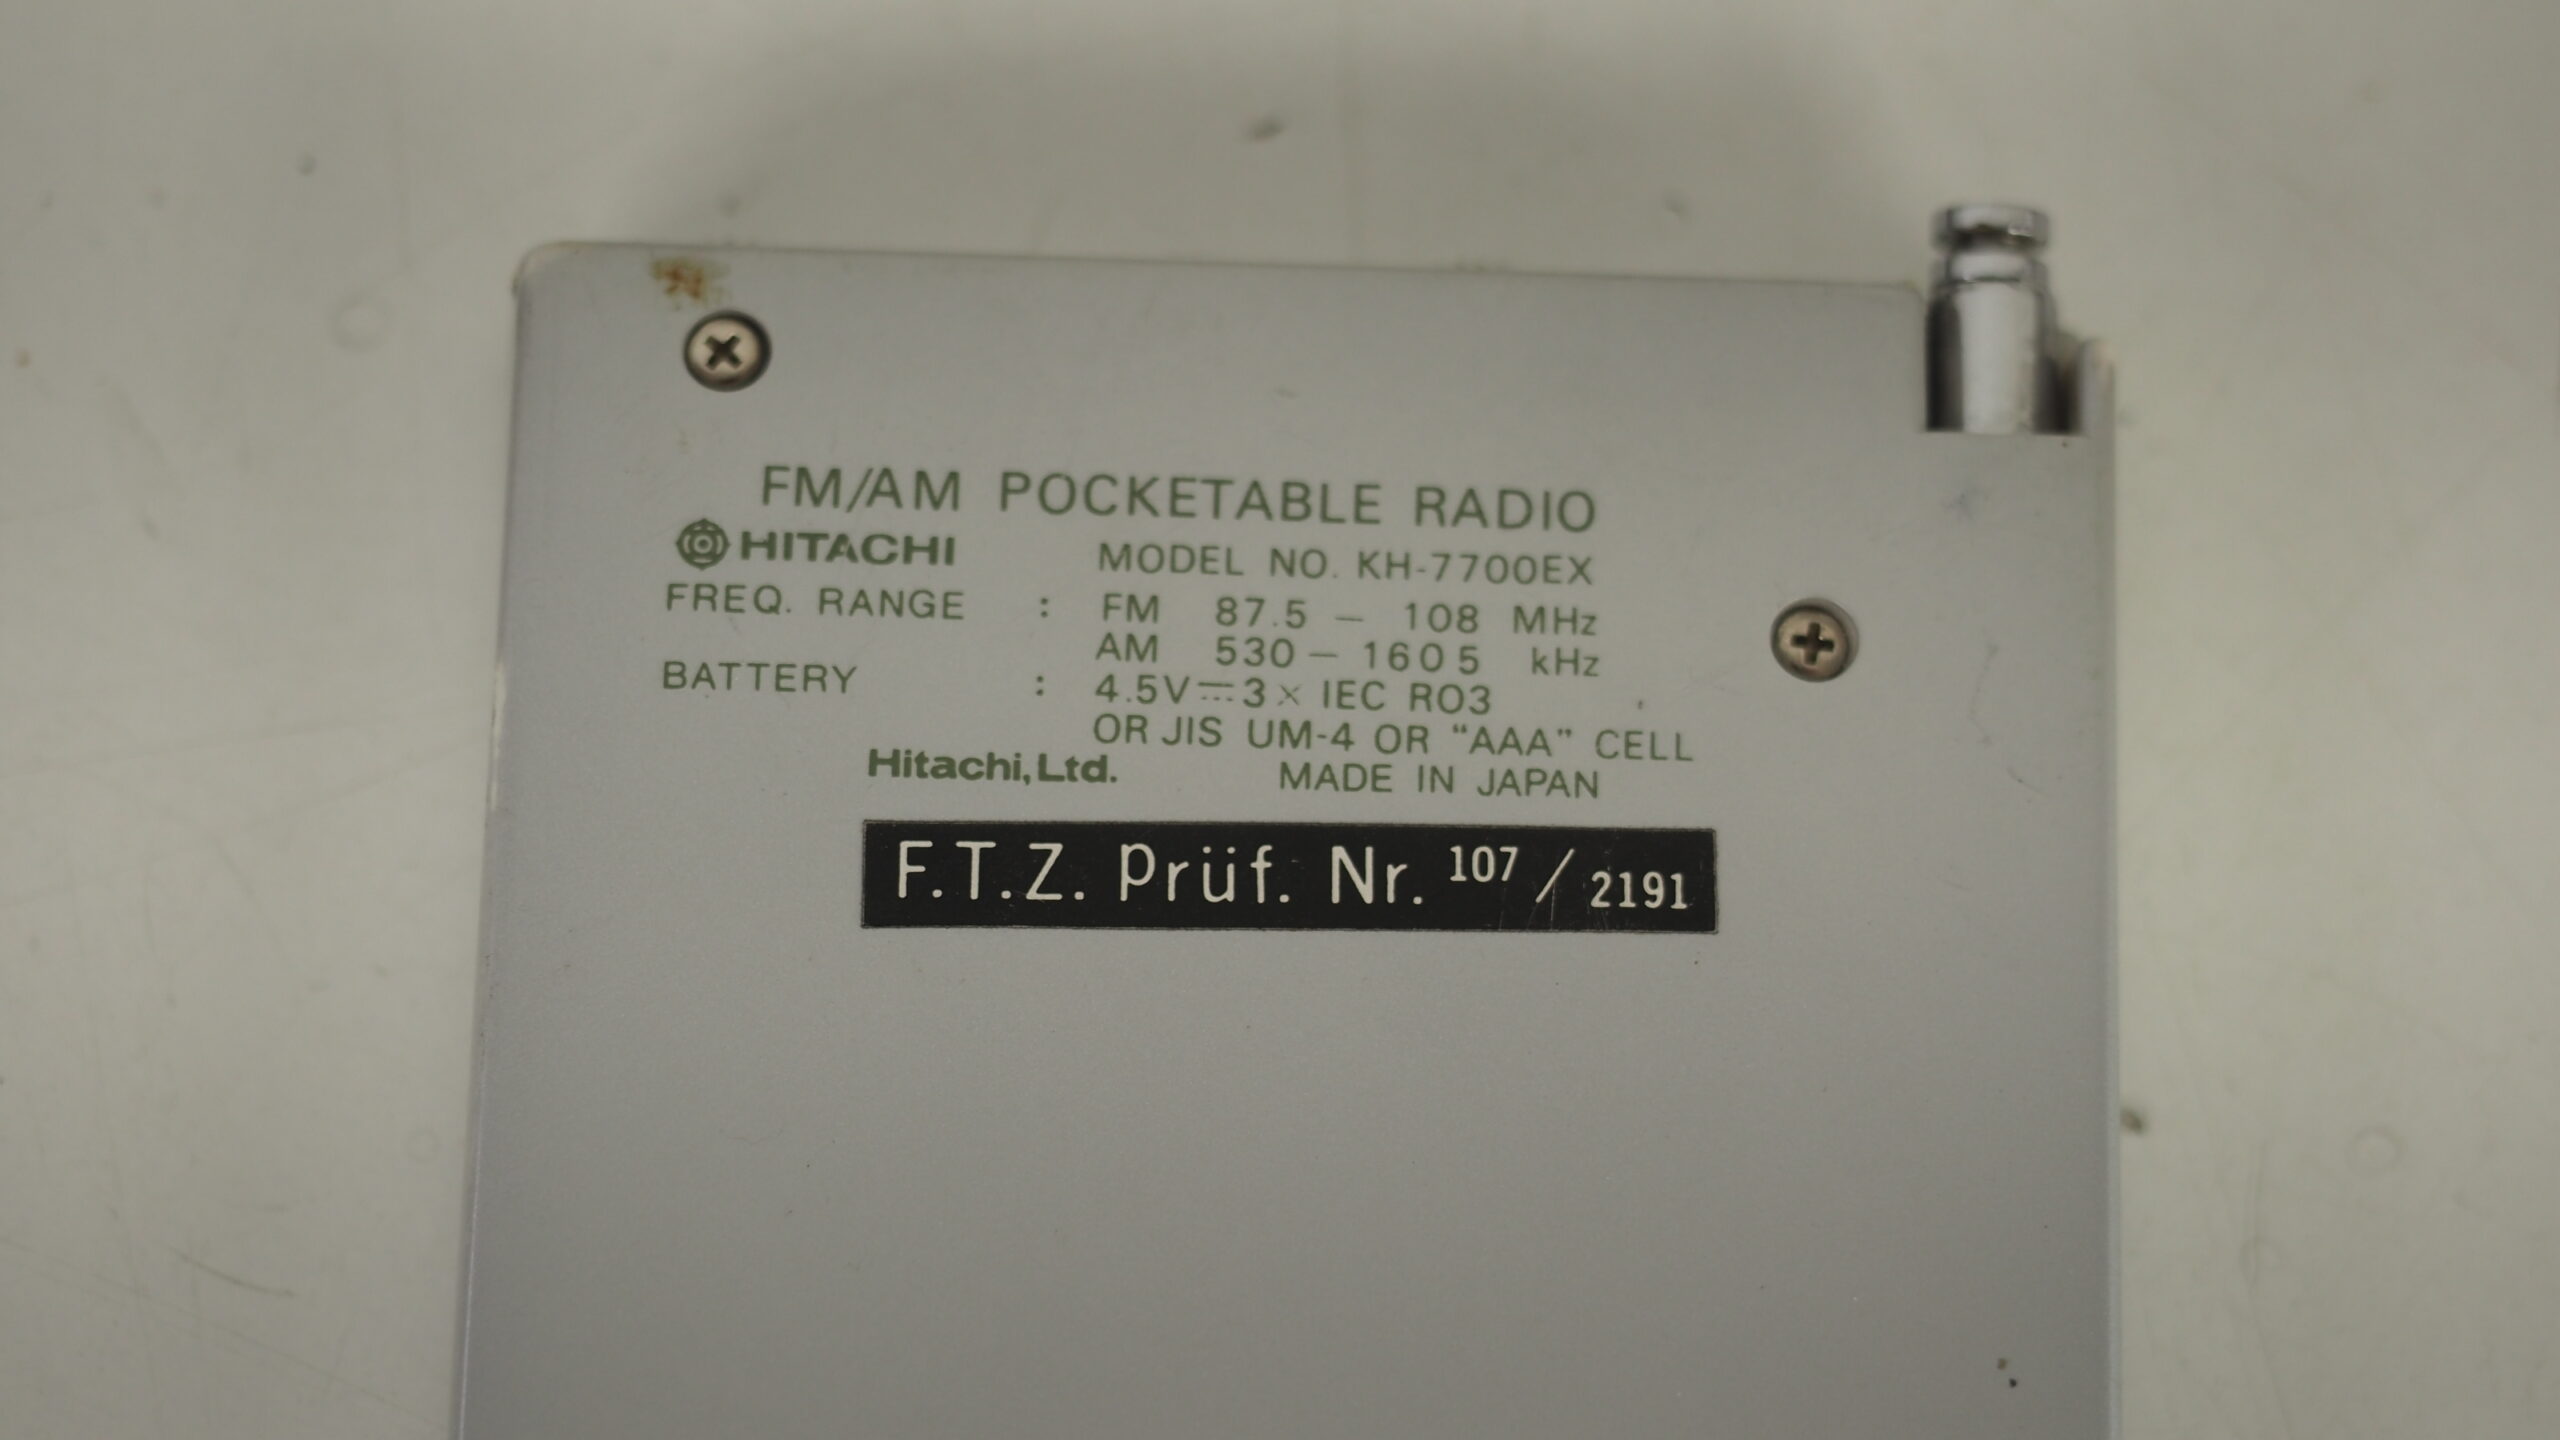 FM/AM POCKETABLE RADIO
HITACHI MODEL NO. KH-7700EX
FREQ. RANGE : FM 87.5 – 108 MHz
AM 530 – 1605 kHz
BATTERY : 4.5V⎓3 × IEC R03
OR JIS UM-4 OR “AAA” CELL
Hitachi, Ltd. MADE IN JAPAN
F.T.Z. Prüf. Nr. 107 / 2191